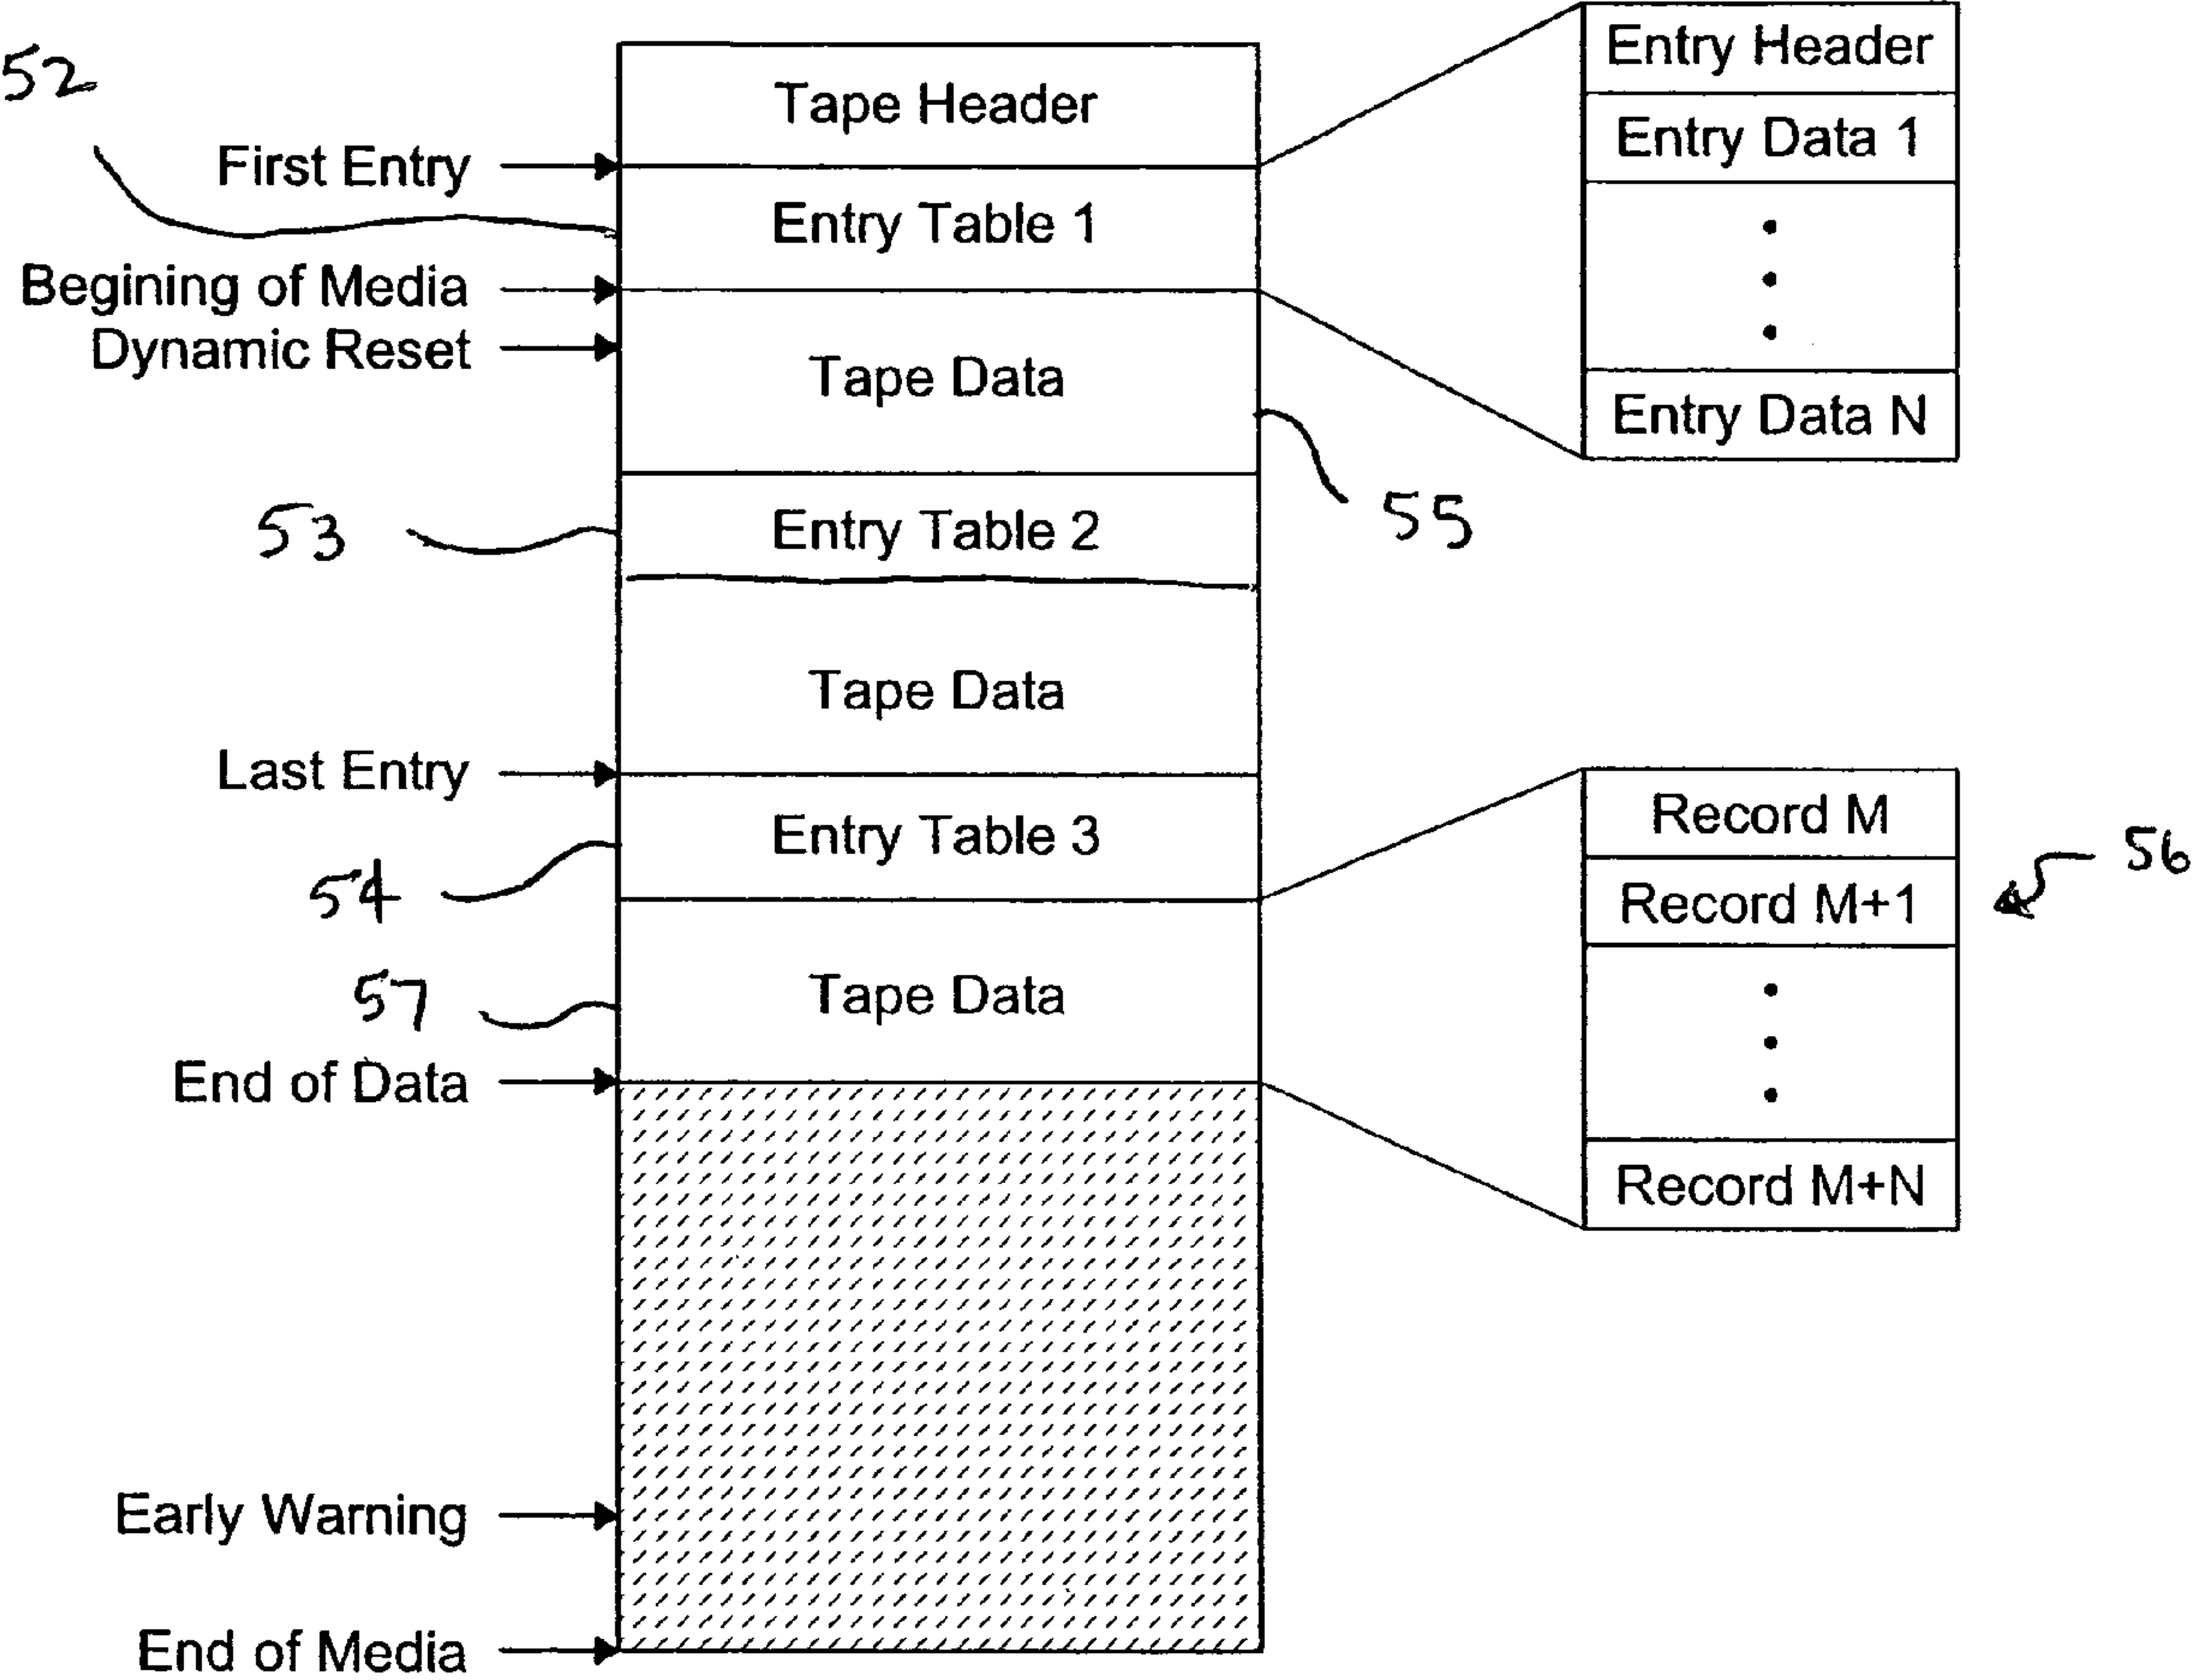 Entry Header
52
Tape Header
Entry Data 1
First Entry
Entry Table 1
Begining of Media
Dynamic Reset
Tape Data
Entry Data N
53
Entry Table 2
55
Tape Data
Last Entry
Record M
Entry Table 3
56
54
Record M+1
57
Tape Data
End of Data
Record M+N
Early Warning
End of Media